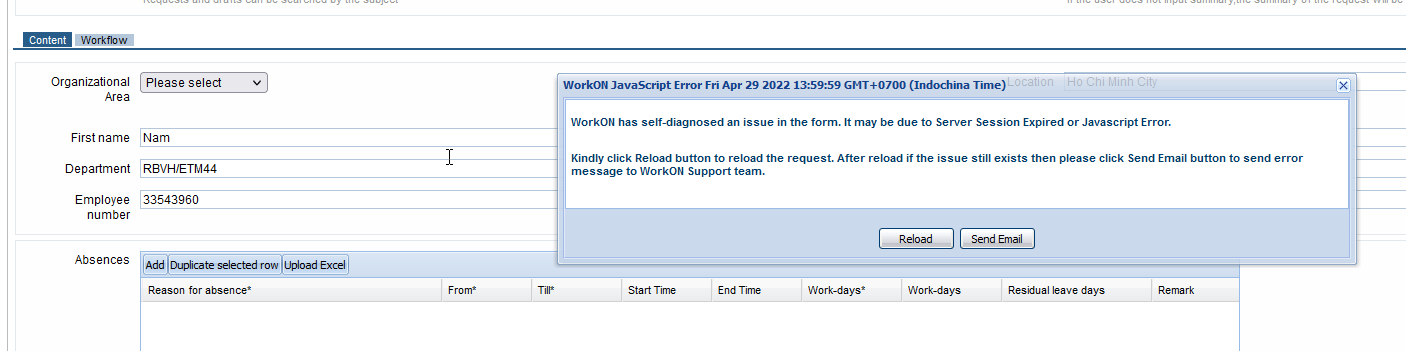 Requests and drafts can be searched by the subject
If the user does not input summary,the summary of the request will be
Content Workflow
Organizational Area
Please select
WorkON JavaScript Error Fri Apr 29 2022 13:59:59 GMT+0700 (Indochina Time)
Location Ho Chi Minh City
WorkON has self-diagnosed an issue in the form. It may be due to Server Session Expired or Javascript Error.
First name Nam
Kindly click Reload button to reload the request. After reload if the issue still exists then please click Send Email button to send error
message to WorkON Support team.
Department RBVH/ETM44
Employee number
33543960
Reload Send Email
Absences
Add Duplicate selected row Upload Excel
Reason for absence* From* Till* Start Time End Time Work-days* Work-days Residual leave days Remark